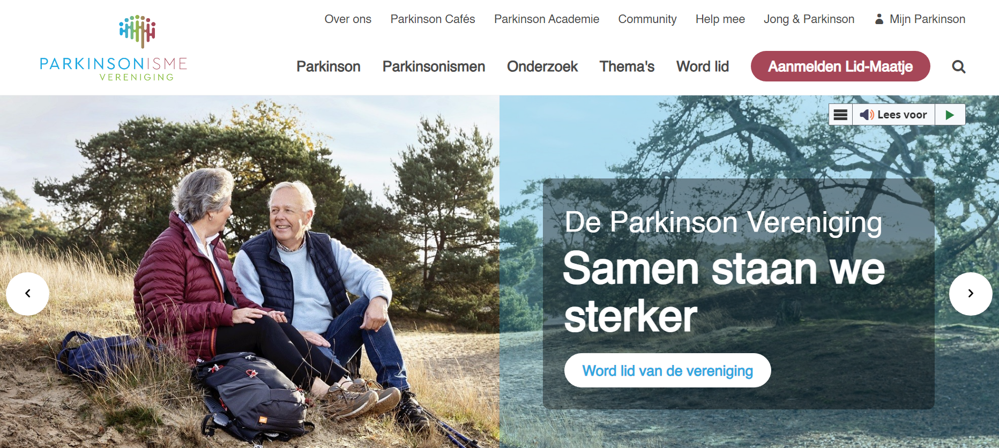 Over ons Parkinson Cafés Parkinson Academie Community Help mee Jong & Parkinson Mijn Parkinson
PARKINSONISME
VERENIGING
Parkinson Parkinsonismen Onderzoek Thema's Word lid Aanmelden Lid-Maatje
Lees voor
De Parkinson Vereniging
Samen staan we
sterker
Word lid van de vereniging